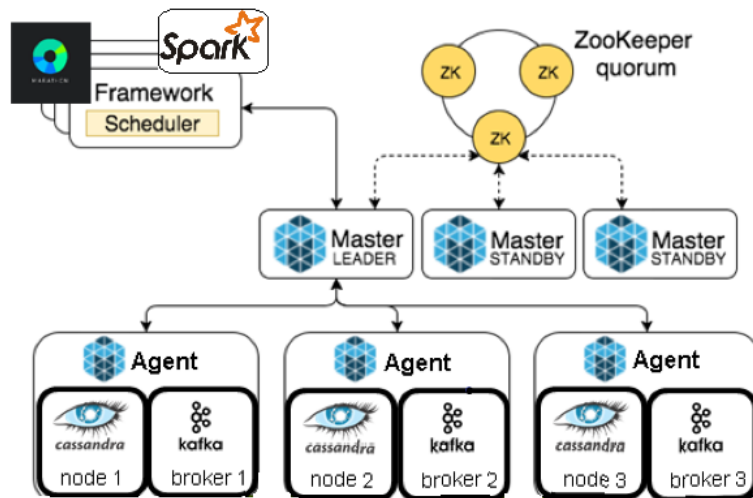 MARATHON
Spark
Framework
Scheduler
ZooKeeper
quorum
ZK
ZK
ZK
Master
LEADER
Master
STANDBY
Master
STANDBY
Agent
Agent
Agent
cassandra
node 1
kafka
broker 1
cassandra
node 2
kafka
broker 2
cassandra
node 3
kafka
broker 3